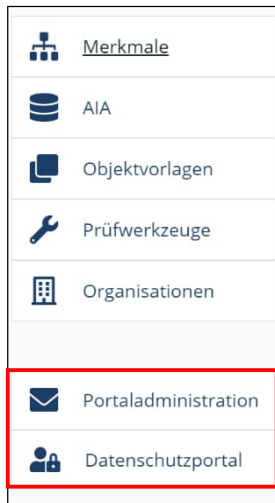 Merkmale
AIA
Objektvorlagen
Prüfwerkzeuge
Organisationen
Portaladministration
Datenschutzportal